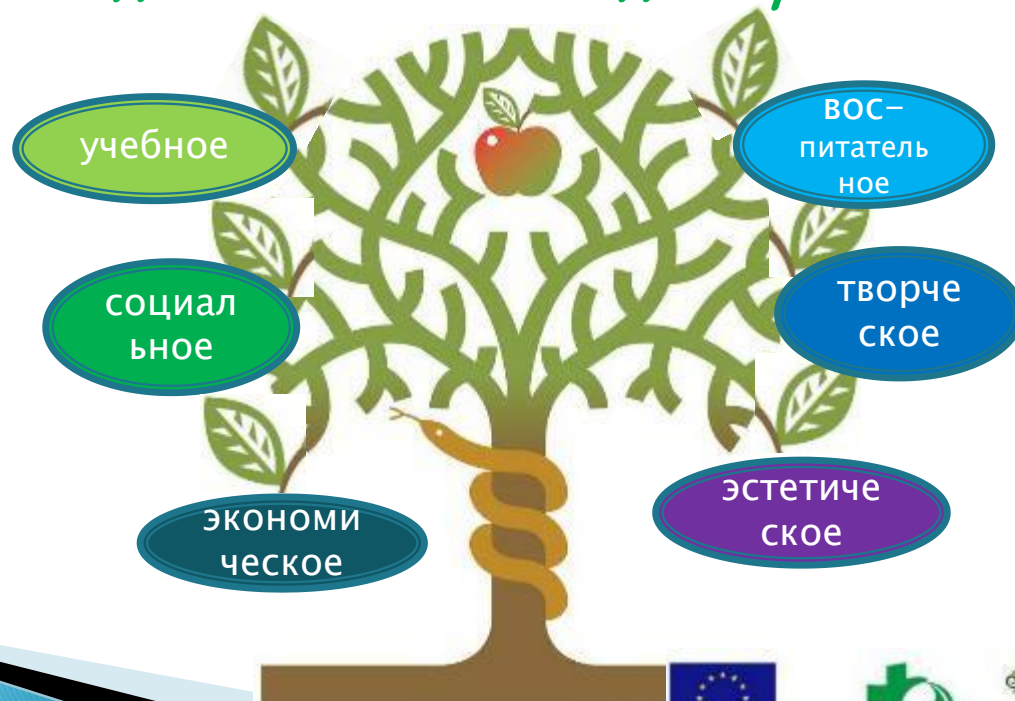 учебное
вос-
питатель
ное
социал
ьное
творче
ское
экономи
ческое
эстетиче
ское